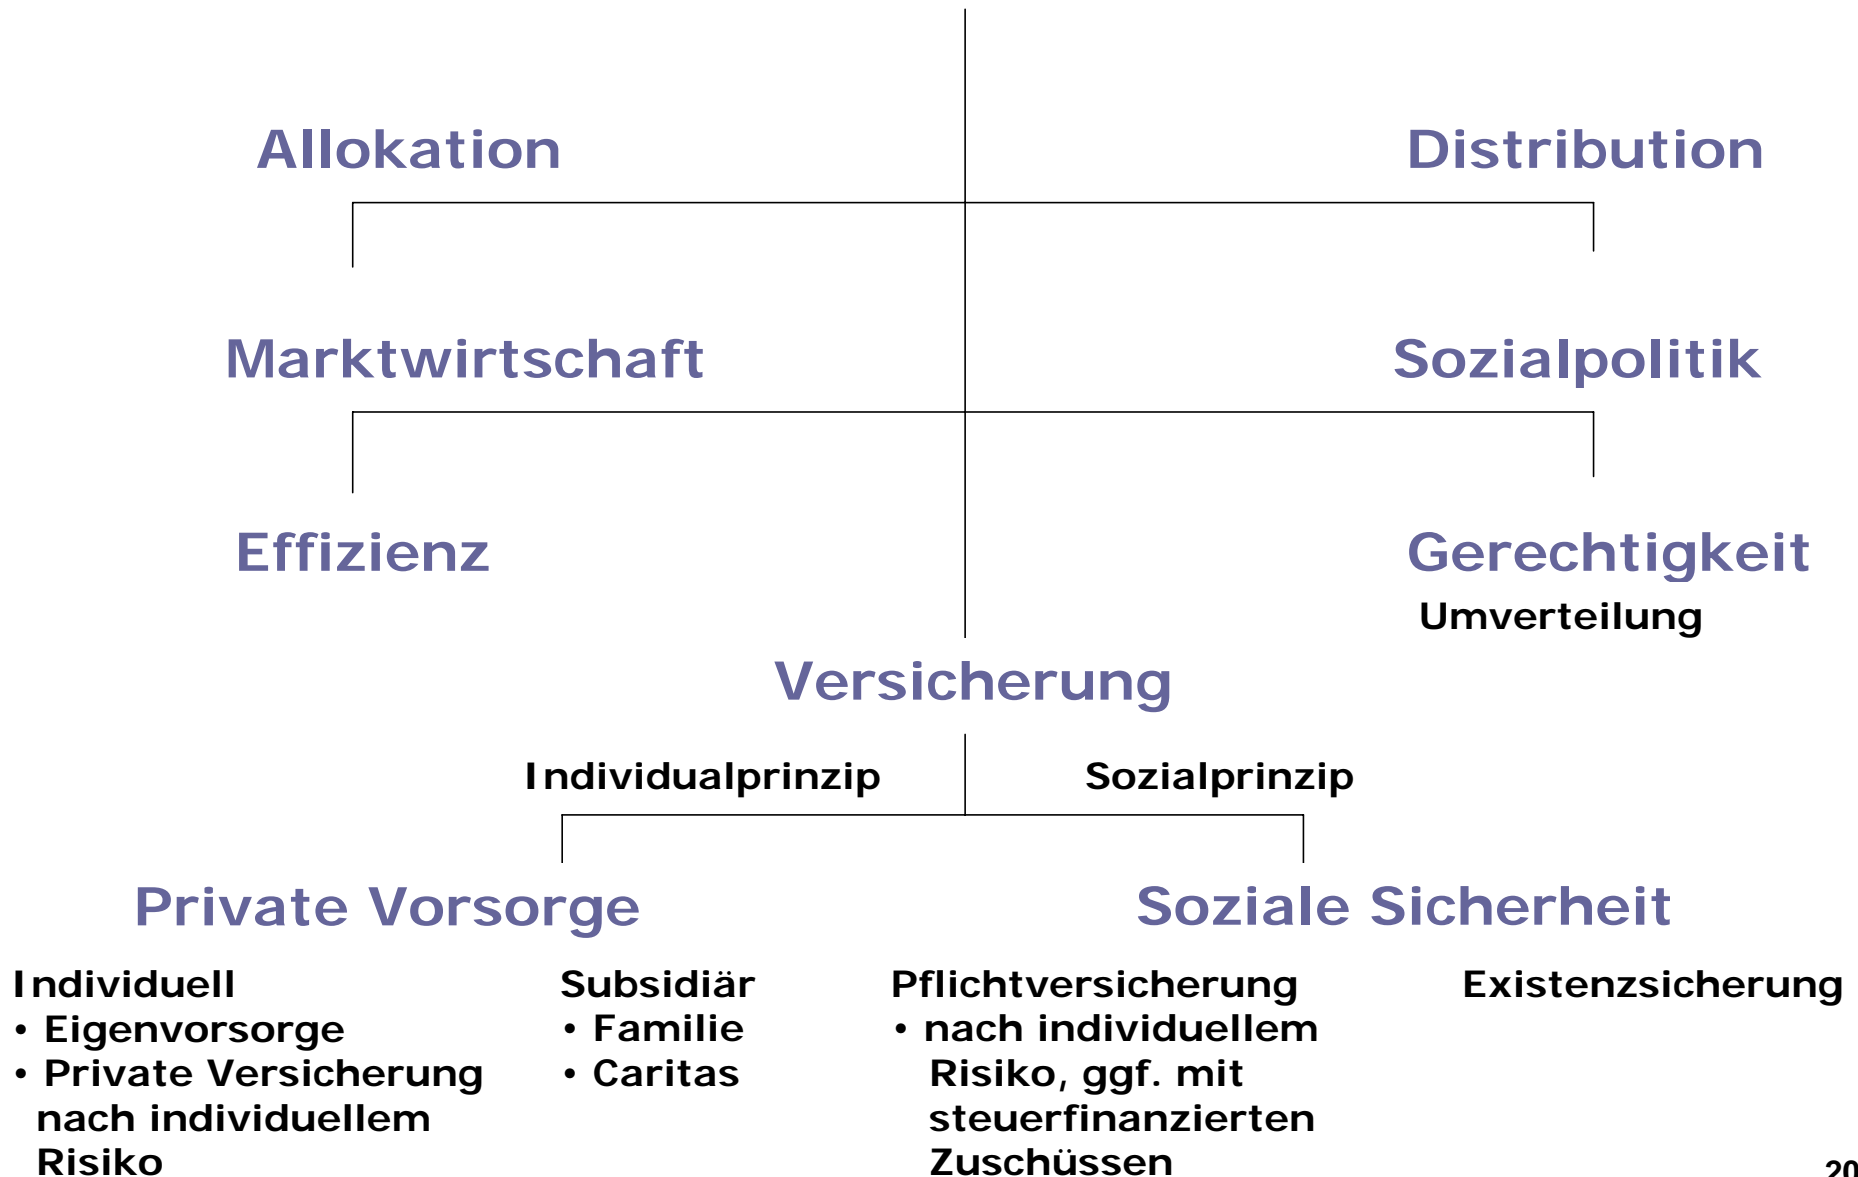 Allokation
Distribution
Marktwirtschaft
Sozialpolitik
Effizienz
Gerechtigkeit
Umverteilung
Versicherung
Individualprinzip
Sozialprinzip
Private Vorsorge
Soziale Sicherheit
Individuell
• Eigenvorsorge
• Private Versicherung
nach individuellem
Risiko
Subsidiär
• Familie
• Caritas
Pflichtversicherung
• nach individuellem
Risiko, ggf. mit
steuerfinanzierten
Zuschüssen
Existenzsicherung
20